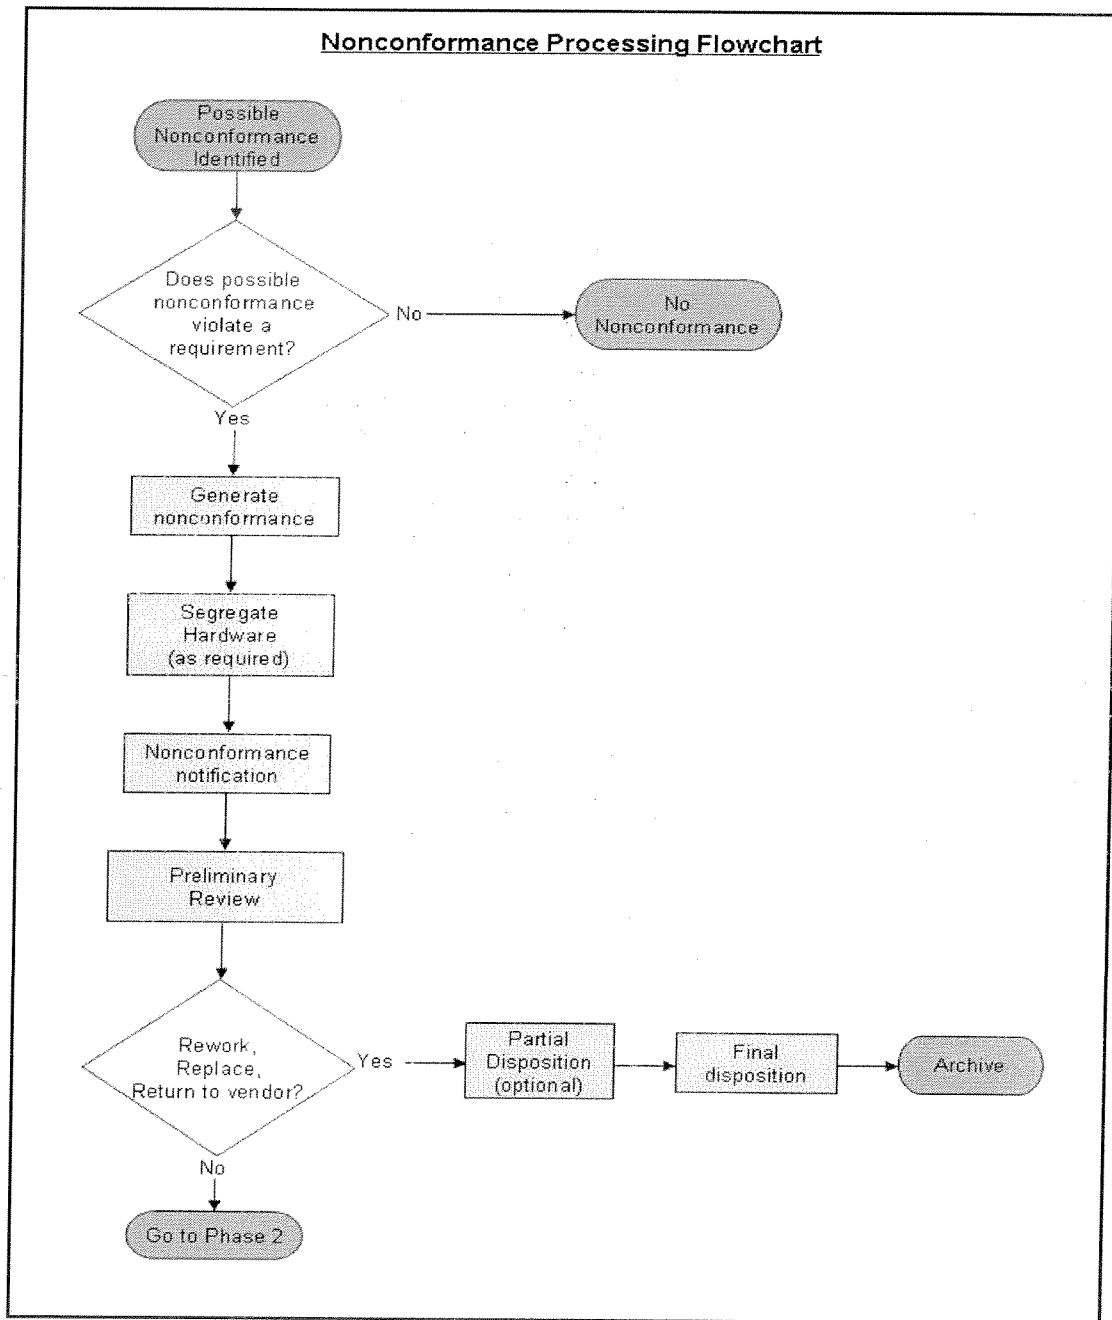 Nonconformance Processing Flowchart
Possible
Nonconformance
Identified
Does possible
nonconformance
violate a
requirement?
No
No
Nonconformance
Yes
Generate
nonconformance
Segregate
Hardware
(as required)
Nonconformance
notification
Preliminary
Review
Rework,
Replace,
Return to vendor?
Yes
Partial
Disposition
(optional)
Final
disposition
Archive
No
Go to Phase 2